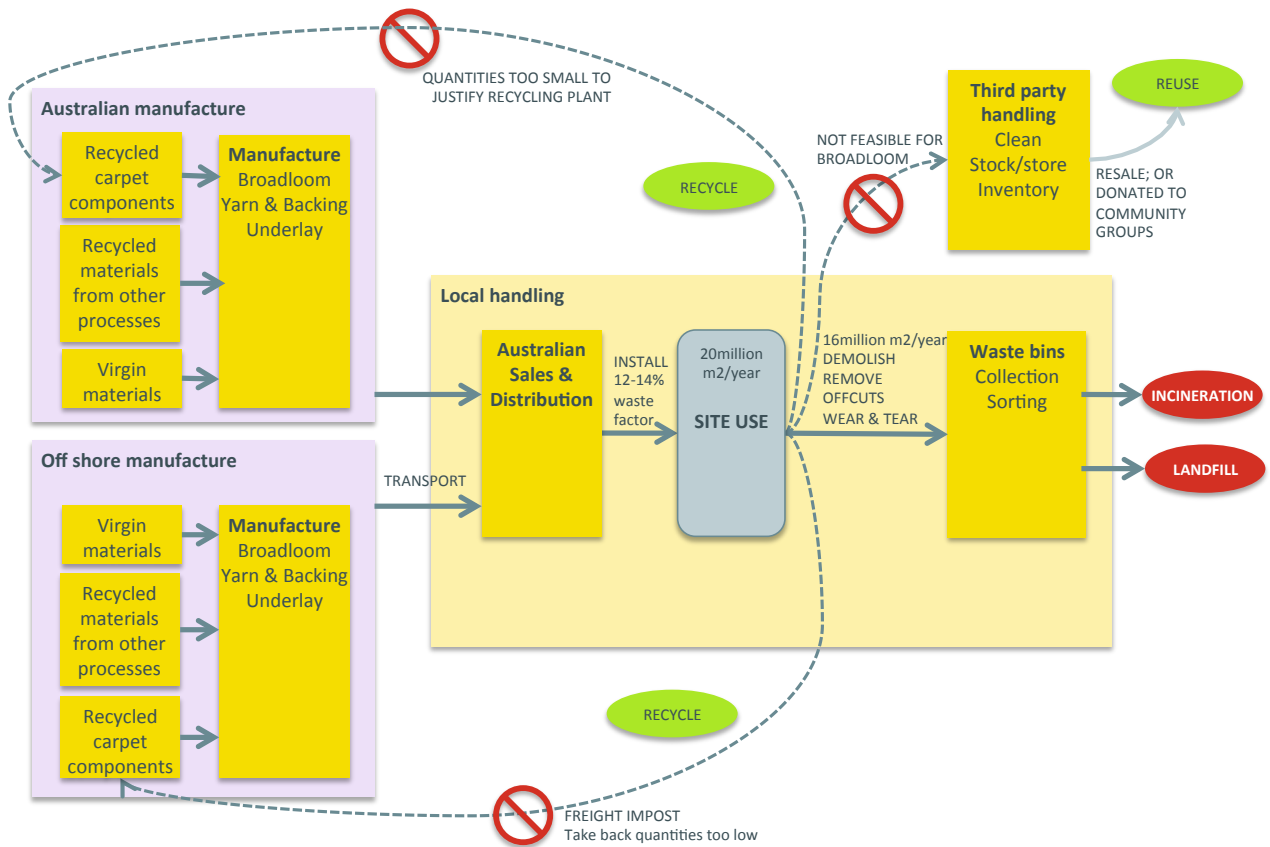 QUANTITIES TOO SMALL TO
JUSTIFY RECYCLING PLANT
Australian manufacture
Recycled
carpet
components
Recycled
materials
from other
processes
Virgin
materials
Manufacture
Broadloom
Yarn & Backing
Underlay
RECYCLE
NOT FEASIBLE FOR
BROADLOOM
Third party
handling
Clean
Stock/store
Inventory
REUSE
RESALE; OR
DONATED TO
COMMUNITY
GROUPS
Local handling
Australian
Sales &
Distribution
INSTALL
12-14%
waste
factor
20million
m2/year
SITE USE
16million m2/year
DEMOLISH
REMOVE
OFFCUTS
WEAR & TEAR
Waste bins
Collection
Sorting
INCINERATION
LANDFILL
Off shore manufacture
TRANSPORT
Virgin
materials
Recycled
materials
from other
processes
Recycled
carpet
components
Manufacture
Broadloom
Yarn & Backing
Underlay
RECYCLE
FREIGHT IMPOST
Take back quantities too low